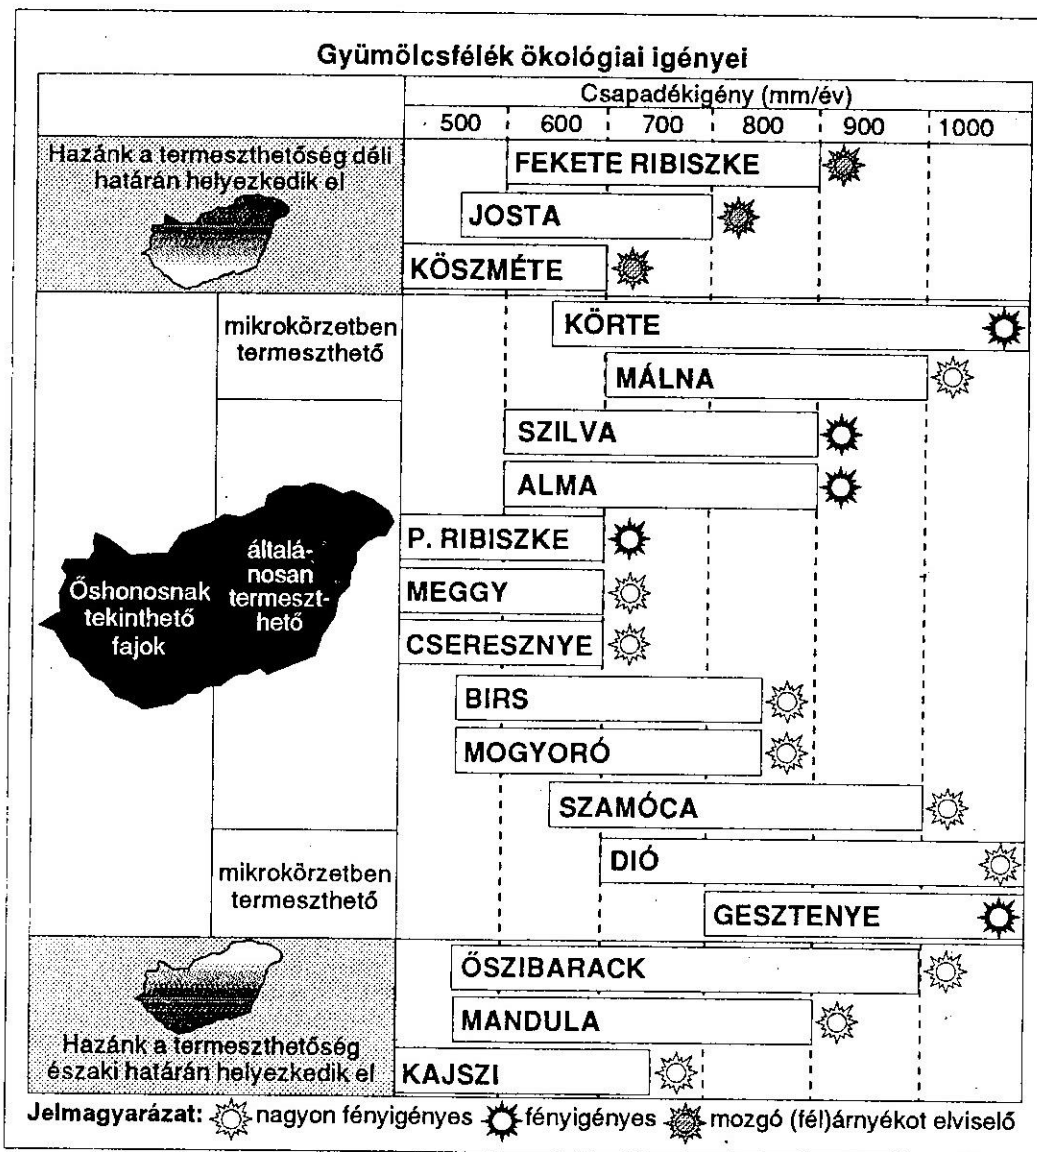 Gyümölcsfélék ökológiai igényei
Csapadékigény (mm/év)
500 600 700 800 900 1000
Hazánk a termeszthetőség déli
határán helyezkedik el
FEKETE RIBISZKE
JOSTA
KÖSZMÉTE
mikrokörzetben
termeszthető
KÖRTE
MÁLNA
SZILVA
ALMA
P. RIBISZKE
MEGGY
CSERESZNYE
BIRS
MOGYORÓ
SZAMÓCA
Őshonosnak
tekinthető
fajok
általá-
nosan
termeszt-
hető
mikrokörzetben
termeszthető
DIÓ
GESZTENYE
ŐSZIBARACK
MANDULA
KAJSZI
Hazánk a termeszthetőség
északi határán helyezkedik el
Jelmagyarázat: nagyon fényigényes fényigényes mozgó (fél)árnyékot elviselő